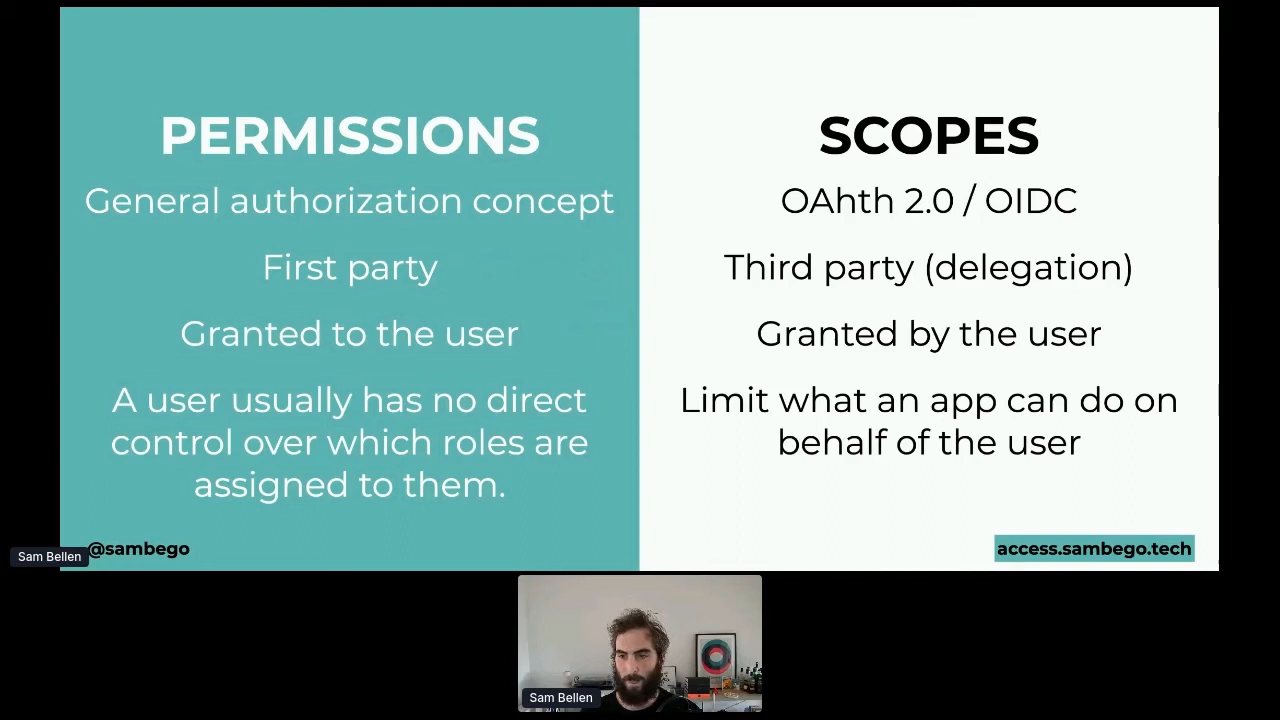 PERMISSIONS
General authorization concept
First party
Granted to the user
A user usually has no direct
control over which roles are
assigned to them.
@sambego
SCOPES
OAhth 2.0 / OIDC
Third party (delegation)
Granted by the user
Limit what an app can do on
behalf of the user
access.sambego.tech
Sam Bellen
Sam Bellen